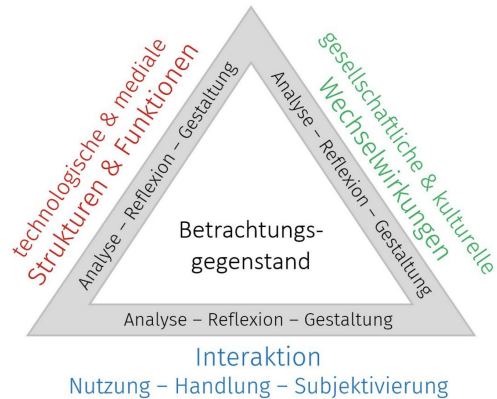 technologische & mediale
Strukturen & Funktionen
Analyse – Reflexion – Gestaltung
gesellschaftliche & kulturelle
Wechselwirkungen
Analyse – Reflexion – Gestaltung
Betrachtungs-
gegenstand
Analyse – Reflexion – Gestaltung
Interaktion
Nutzung – Handlung – Subjektivierung